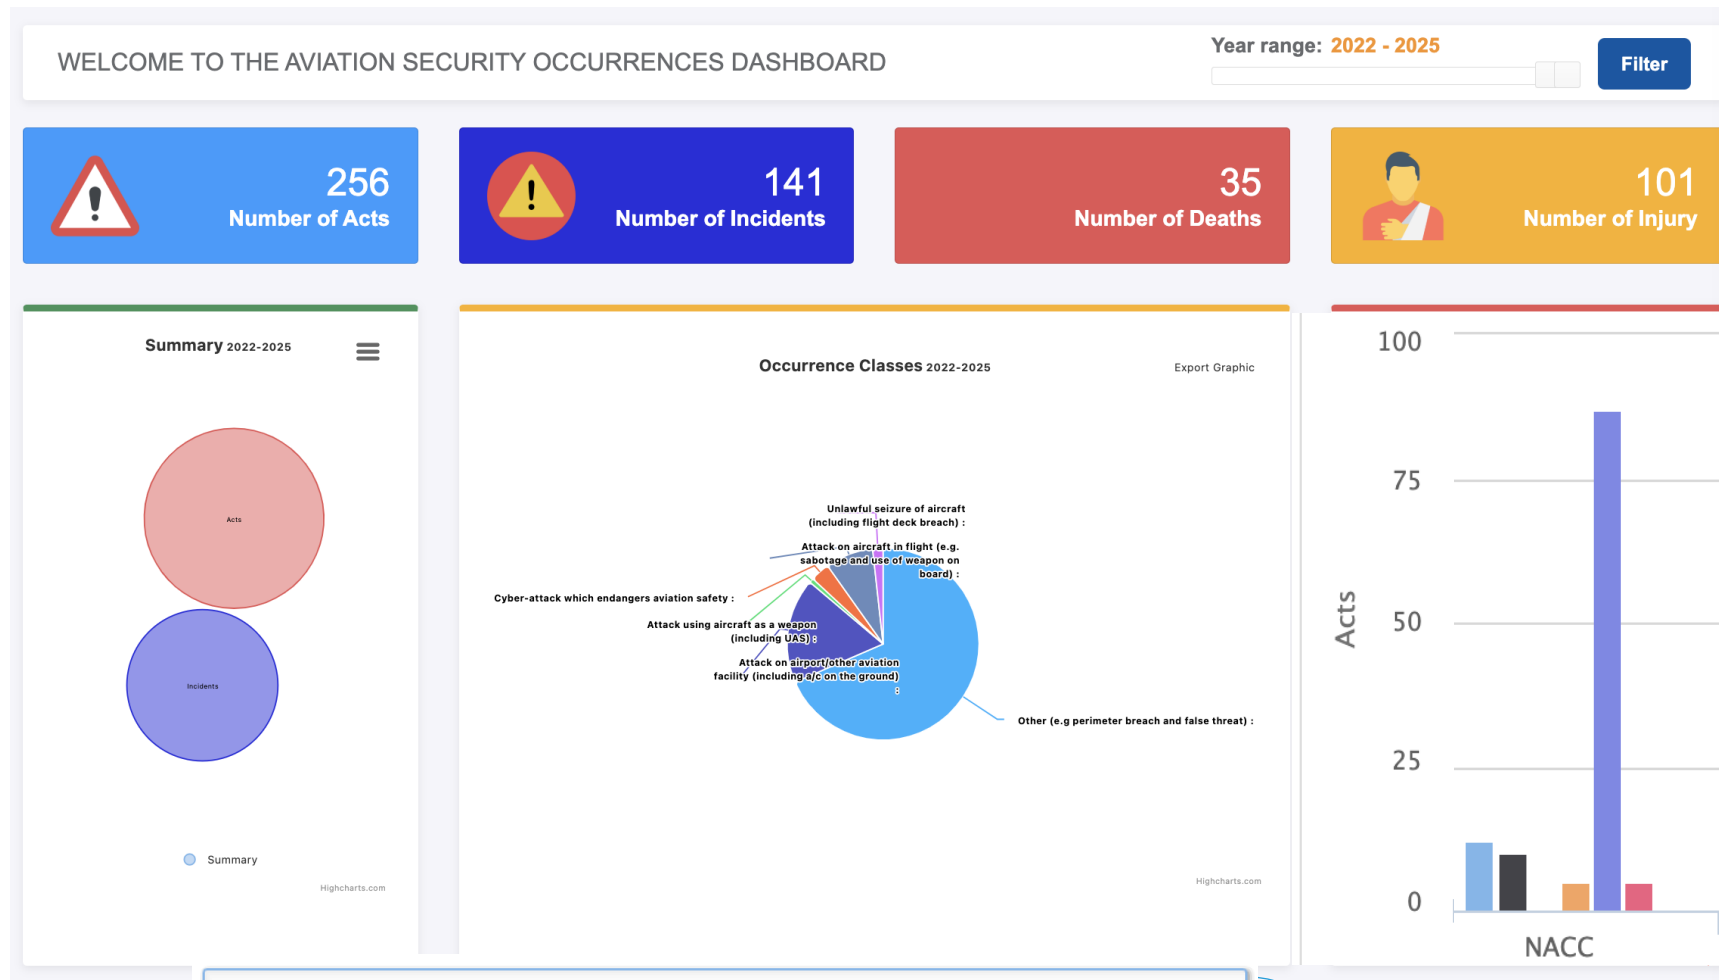 WELCOME TO THE AVIATION SECURITY OCCURRENCES DASHBOARD
Year range: 2022 - 2025
Filter
256
Number of Acts
141
Number of Incidents
35
Number of Deaths
101
Number of Injury
Summary 2022-2025
Acts
Incidents
Summary
Highcharts.com
Occurrence Classes 2022-2025
Export Graphic
Unlawful seizure of aircraft
(including flight deck breach) :
Attack on aircraft in flight (e.g.
sabotage and use of weapon on
board) :
Cyber-attack which endangers aviation safety :
Attack using aircraft as a weapon
(including UAS) :
Attack on airport/other aviation
facility (including a/c on the ground)
:
Other (e.g perimeter breach and false threat) :
Highcharts.com
100
75
50
25
0
Acts
NACC